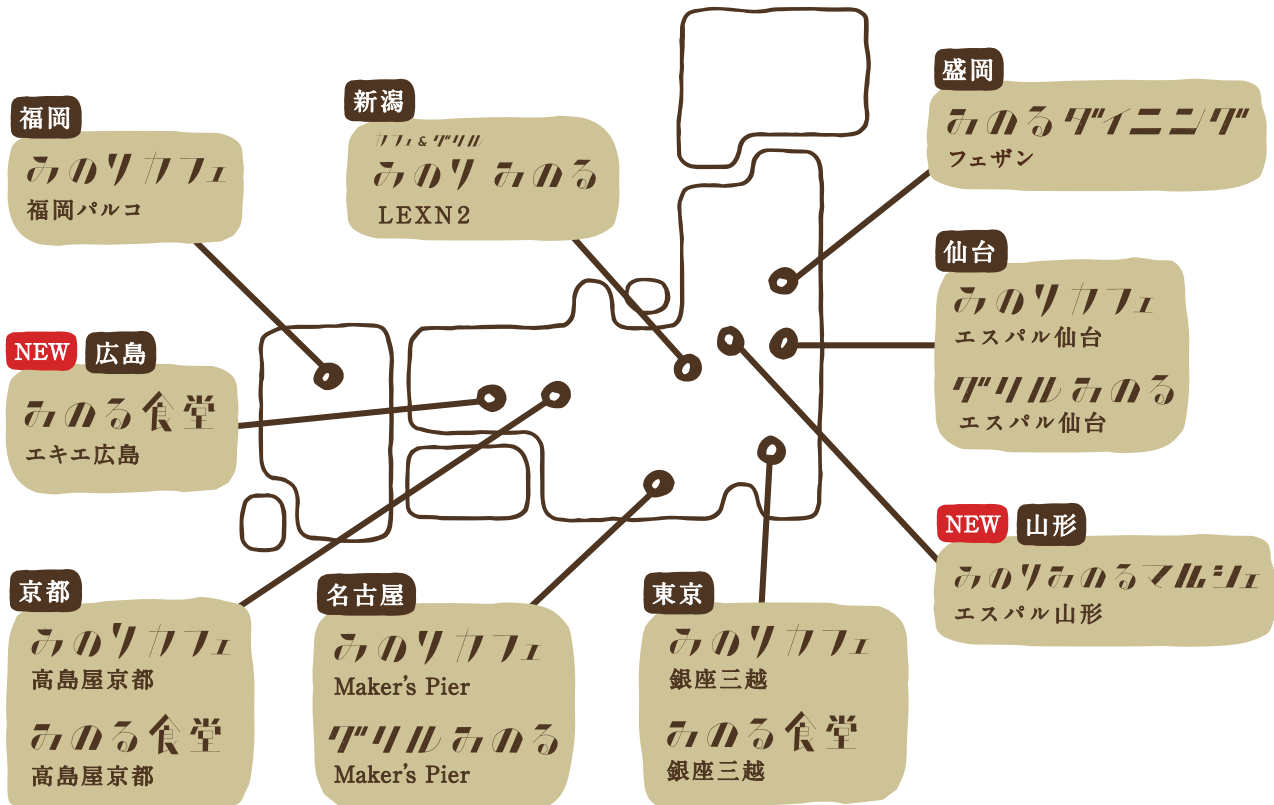 福岡
みのりカフェ
福岡パルコ
新潟
カフェ&グリル
みのり みのる
LEXN2
盛岡
みのるダイニング
フェザン
仙台
みのりカフェ
エスパル仙台
グリルみのる
エスパル仙台
NEW 広島
みのる食堂
エキエ広島
NEW 山形
みのりみのるマルシェ
エスパル山形
京都
みのりカフェ
高島屋京都
みのる食堂
高島屋京都
名古屋
みのりカフェ
Maker's Pier
グリルみのる
Maker's Pier
東京
みのりカフェ
銀座三越
みのる食堂
銀座三越